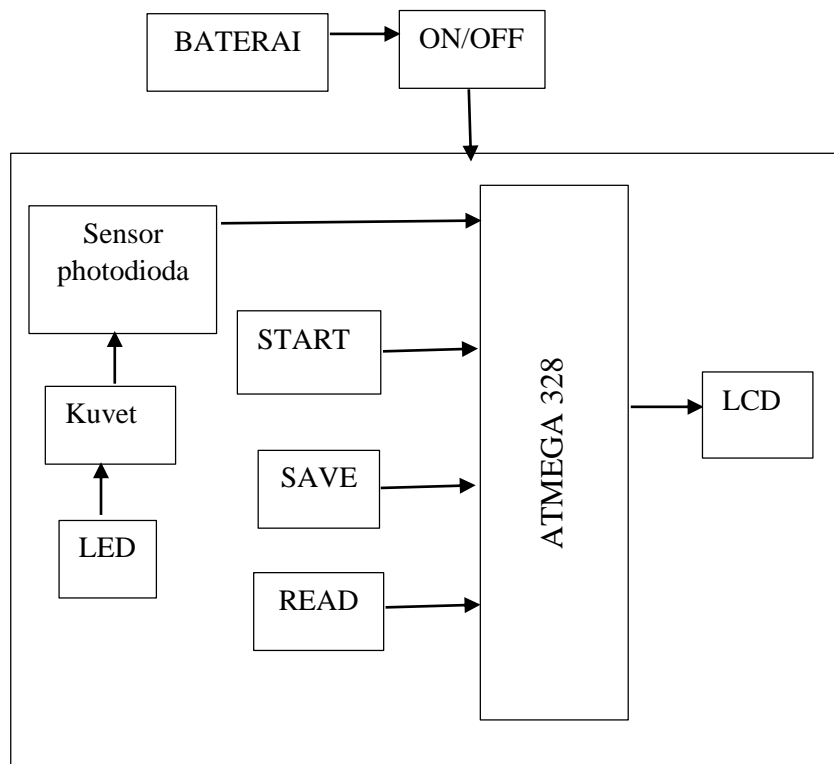 BATERAI
ON/OFF
Sensor
photodioda
START
Kuvet
LCD
SAVE
LED
READ
ATMEGA 328